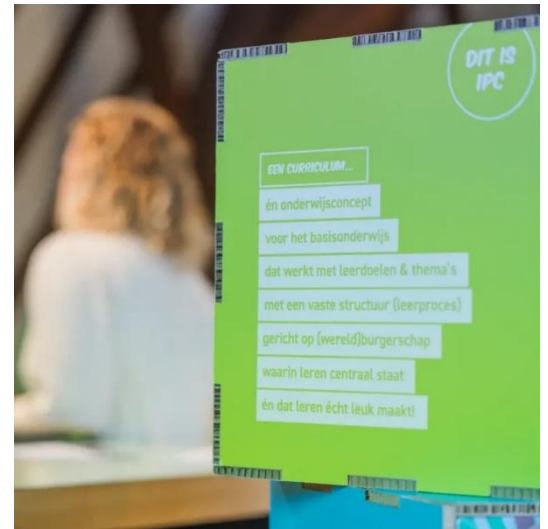 DIT IS
IPC
EEN CURRICULUM...
én onderwijsconcept
voor het basisonderwijs
dat werkt met leerdoelen & thema's
met een vaste structuur (leerproces)
gericht op (wereld)burgerschap
waarin leren centraal staat
én dat leren écht leuk maakt!